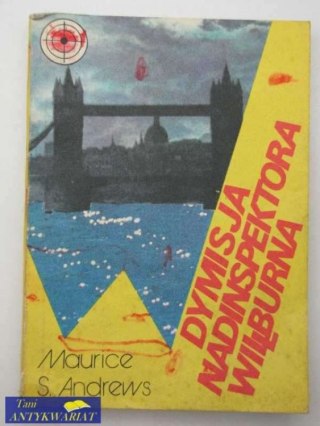 DYMISJA
NADINSPEKTORA
WILBURNA
Maurice
S. Andrews
Tani
ANTYKWARIAT